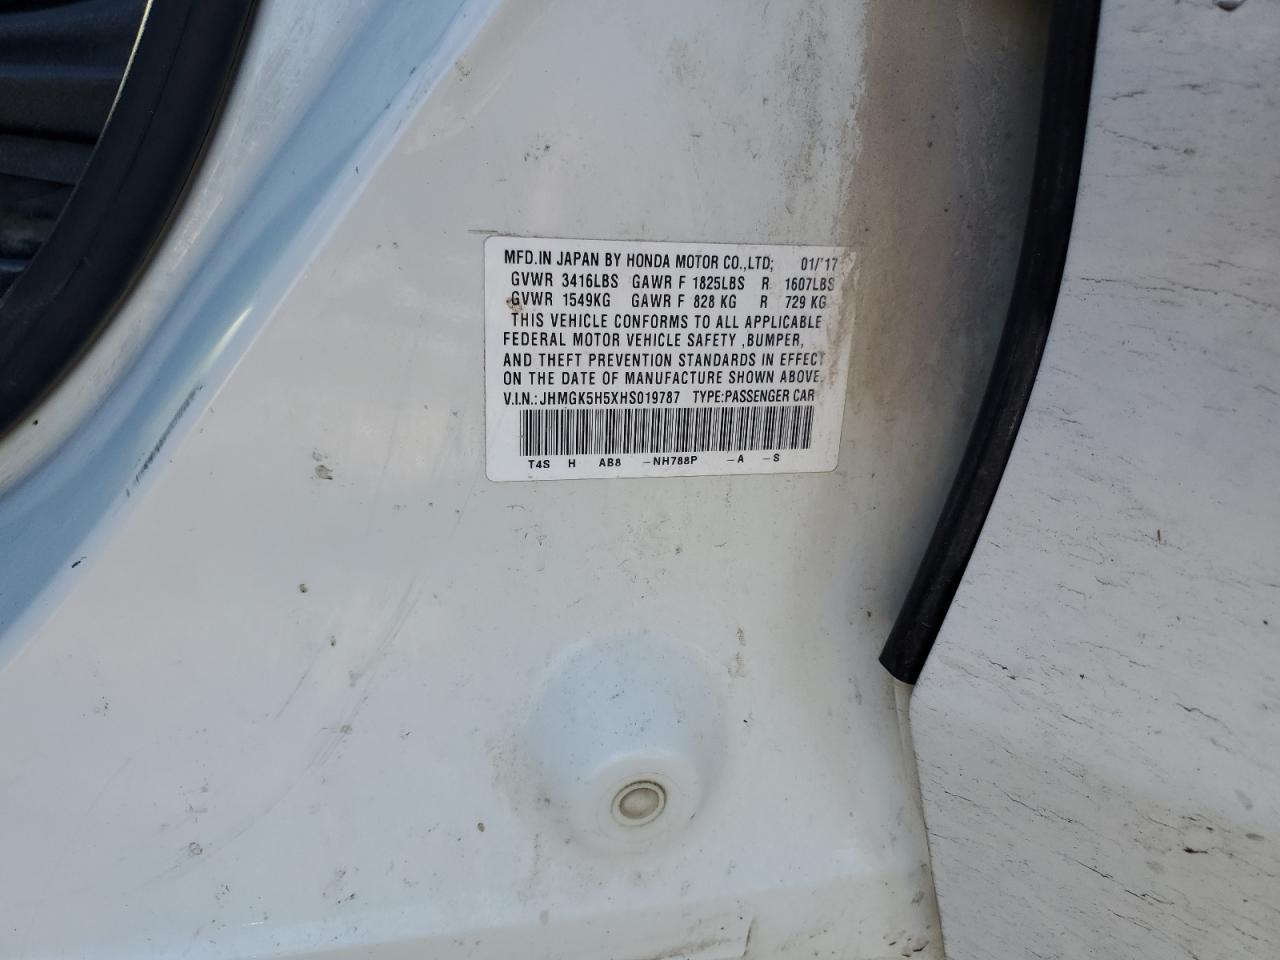 MFD.IN JAPAN BY HONDA MOTOR CO.,LTD; 01/'17
GVWR 3416LBS GAWR F 1825LBS R 1607LBS
GVWR 1549KG GAWR F 828 KG R 729 KG
THIS VEHICLE CONFORMS TO ALL APPLICABLE
FEDERAL MOTOR VEHICLE SAFETY ,BUMPER,
AND THEFT PREVENTION STANDARDS IN EFFECT
ON THE DATE OF MANUFACTURE SHOWN ABOVE.
V.I.N.:JHMGK5H5XHS019787 TYPE:PASSENGER CAR
T4S H AB8 -NH788P -A -S